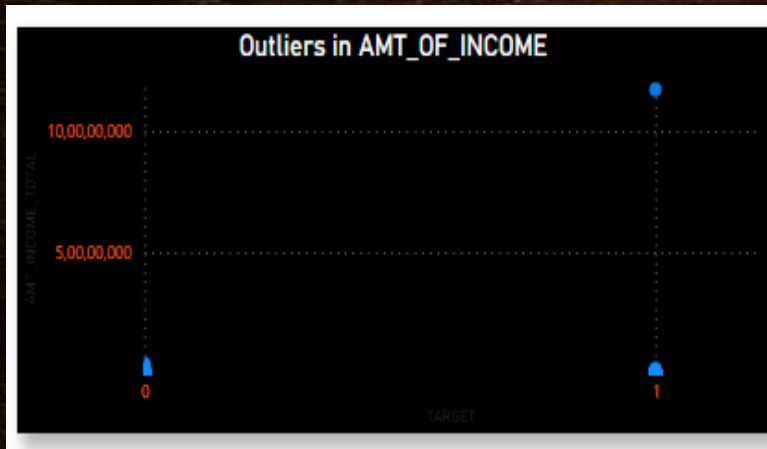 Outliers in AMT_OF_INCOME
10,00,00,000
5,00,00,000
AMT_INCOME_TOTAL
0
1
TARGET